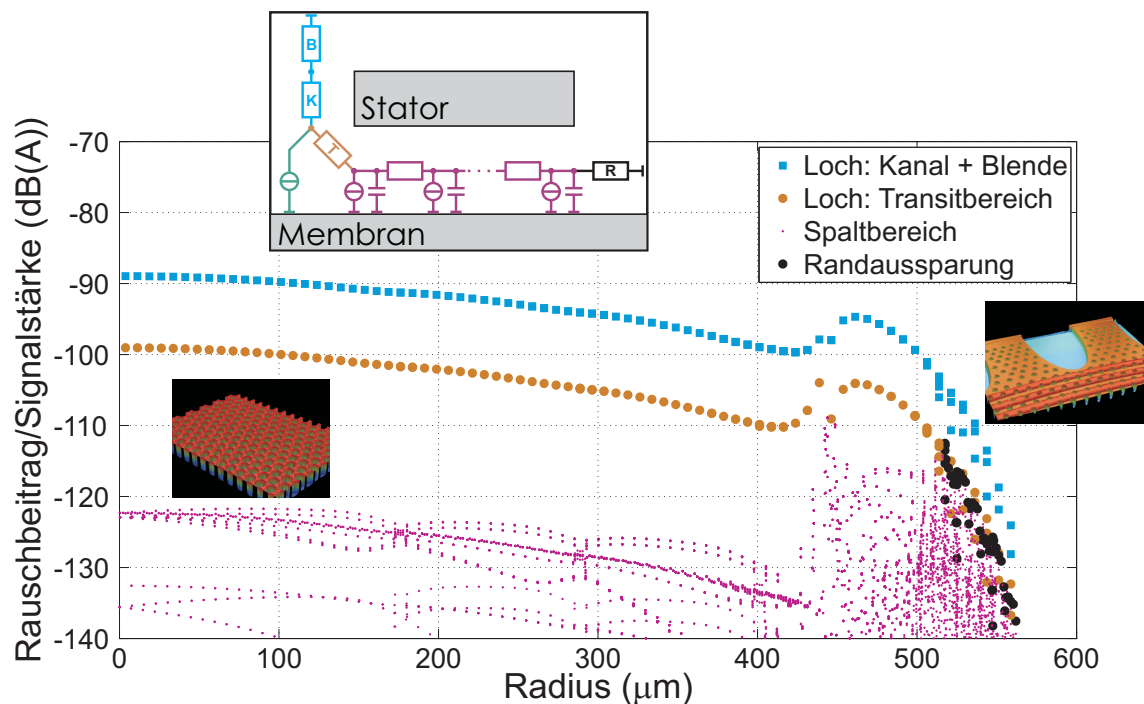 B
K
Stator
T
R
Membran
Rauschbeitrag/Signalstärke (dB(A))
-70
-80
-90
-100
-110
-120
-130
-140
Loch: Kanal + Blende
Loch: Transitbereich
Spaltbereich
Randaussparung
0 100 200 300 400 500 600
Radius (μm)